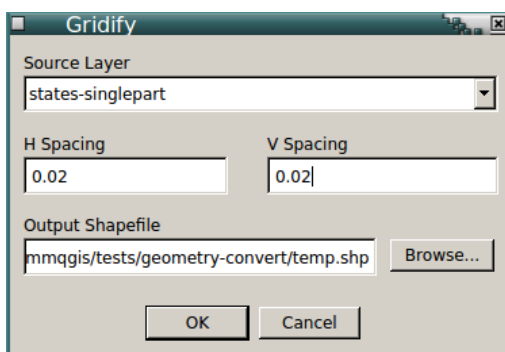 Gridify
Source Layer
states-singlepart
H Spacing V Spacing
0.02 0.02
Output Shapefile
mmqgis/tests/geometry-convert/temp.shp Browse...
OK Cancel